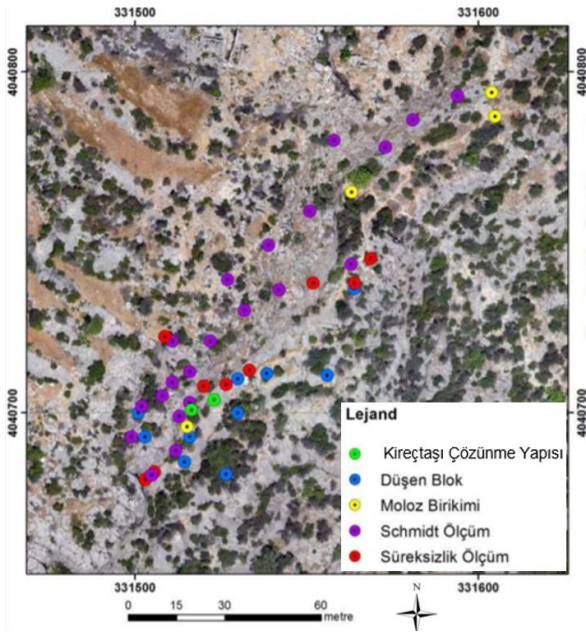 331500 331600
4040800 4040800
4040700 4040700
Lejand
Kireçtaşı Çözünme Yapısı
Düşen Blok
Moloz Birikimi
Schmidt Ölçüm
Süreksizlik Ölçüm
331500 331600
0 15 30 60
metre
N